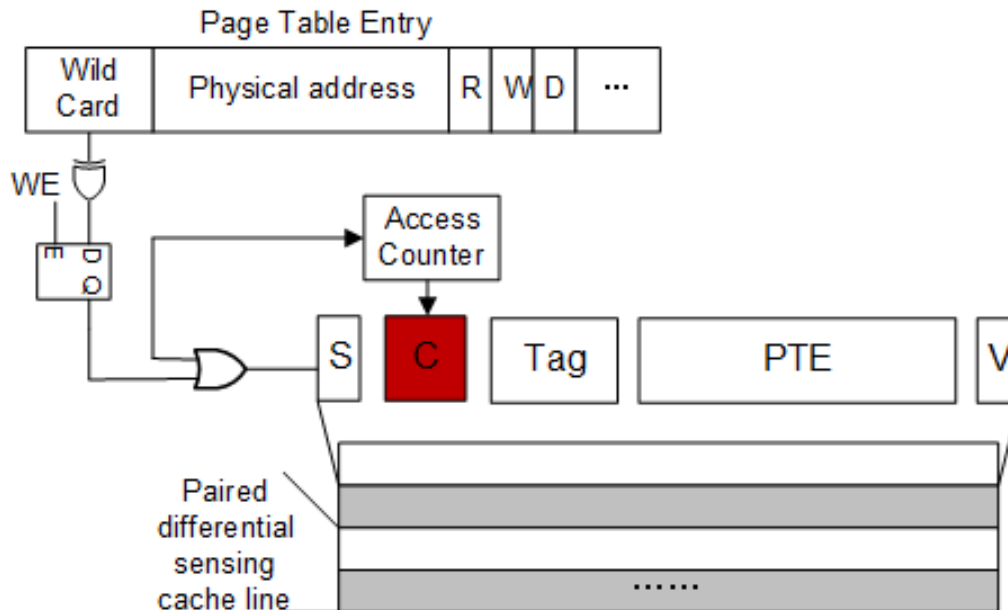 Page Table Entry
Wild
Card
Physical address
R
W
D
...
WE
E
D
Q
Access
Counter
S
C
Tag
PTE
V
Paired
differential
sensing
cache line
......